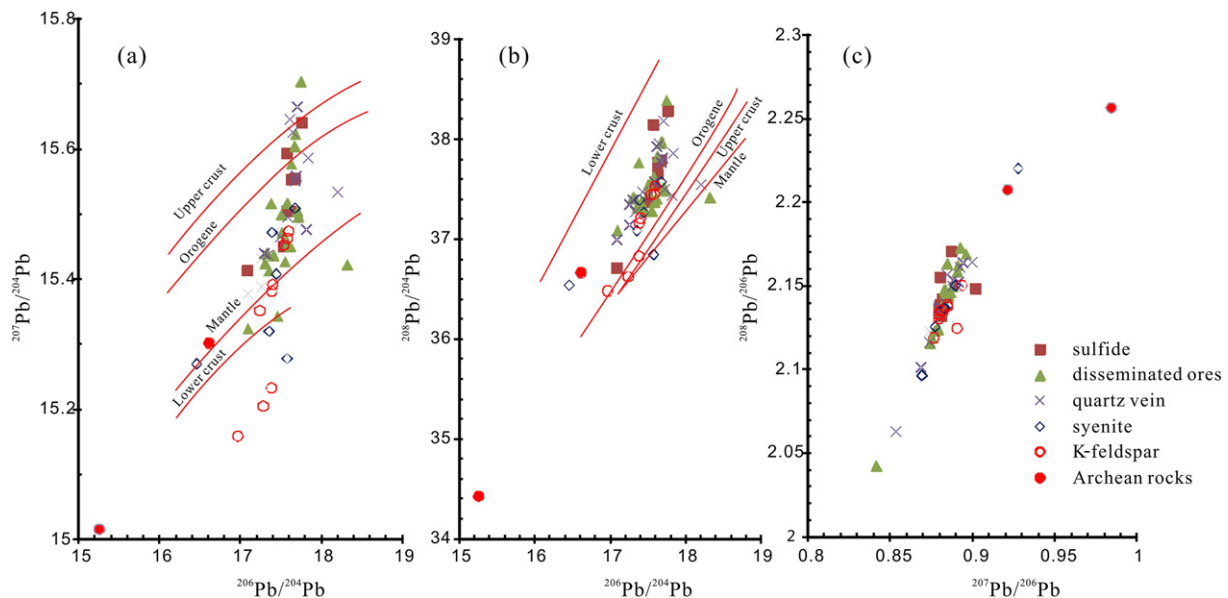 (a)
15.8
15.6
15.4
15.2
15
²⁰⁷Pb/²⁰⁴Pb
Upper crust
Orogene
Mantle
Lower crust
15
16
17
18
19
²⁰⁶Pb/²⁰⁴Pb
(b)
39
38
37
36
35
34
²⁰⁸Pb/²⁰⁴Pb
Lower crust
Orogene
Upper crust
Mantle
15
16
17
18
19
²⁰⁶Pb/²⁰⁴Pb
(c)
2.3
2.25
2.2
2.15
2.1
2.05
2
²⁰⁸Pb/²⁰⁶Pb
sulfide
disseminated ores
quartz vein
syenite
K-feldspar
Archean rocks
0.8
0.85
0.9
0.95
1
²⁰⁷Pb/²⁰⁶Pb